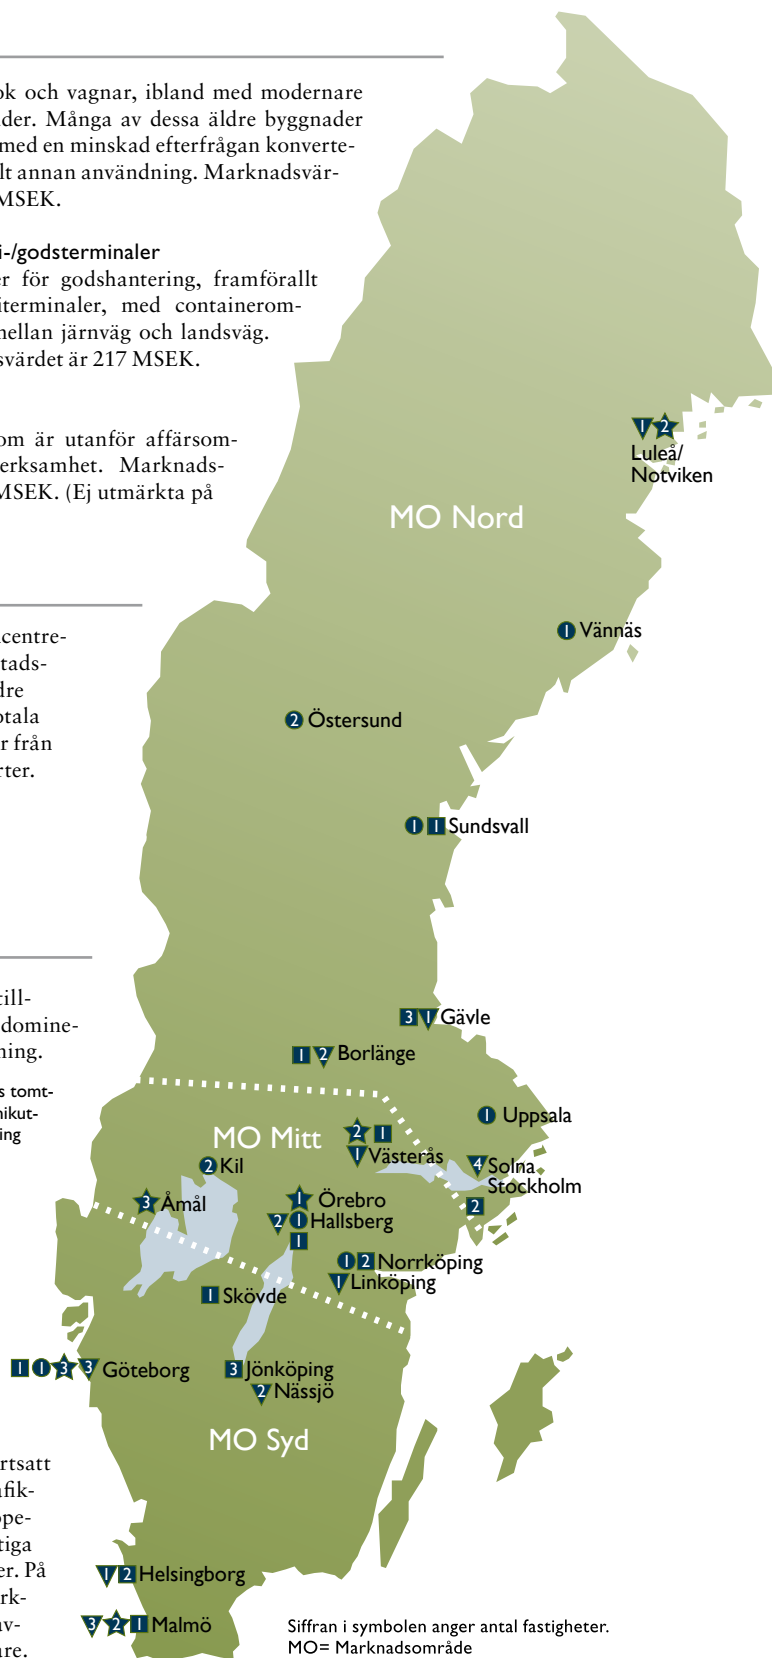 ok och vagnar, ibland med modernare
der. Många av dessa äldre byggnader
med en minskad efterfrågan konverte-
lt annan användning. Marknadsvär-
MSEK.
i-/godsterminaler
er för godshantering, framförallt
iterminaler, med containerom-
mellan järnväg och landsväg.
svärdet är 217 MSEK.
om är utanför affärsom-
erksamhet. Marknads-
MSEK. (Ej utmärkta på
centre-
tads-
dre
otala
r från
rter.
till-
domine-
ning.
s tomt-
nikut-
ing
rtsatt
afik-
ope-
tiga
er. På
rk-
av-
are.
1 2
Luleå/
Notviken
MO Nord
1 Vännäs
2 Östersund
1 1 Sundsvall
3 1 Gävle
1 2 Borlänge
1 Uppsala
MO Mitt
2 1
1 Västerås
2 Kil
4 Solna
Stockholm
2
3 Åmål
1 Örebro
2 1 Hallsberg
1
1 2 Norrköping
1 Linköping
1 Skövde
1 1 3 3 Göteborg
3 Jönköping
2 Nässjö
MO Syd
1 2 Helsingborg
3 2 1 Malmö
Siffran i symbolen anger antal fastigheter.
MO= Marknadsområde